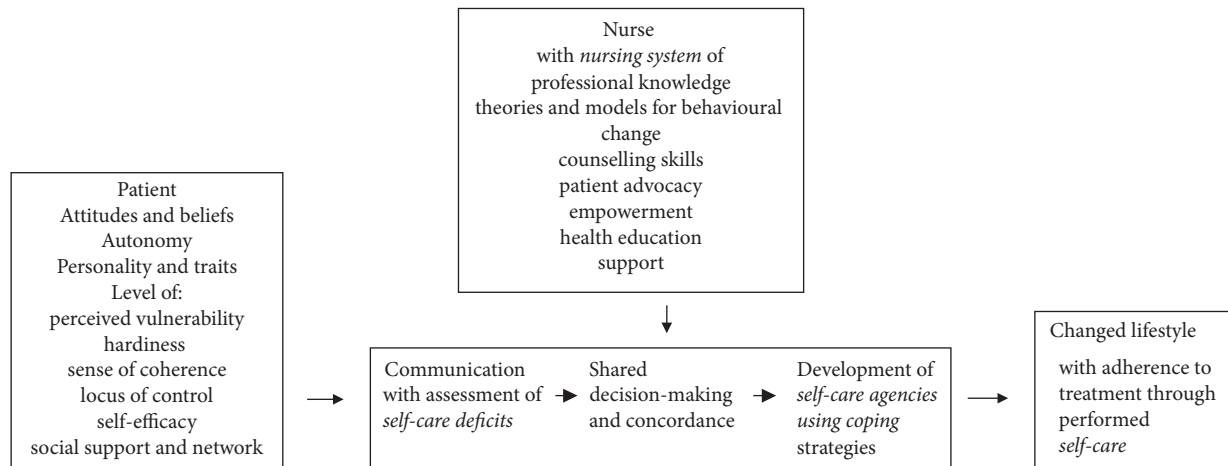 Nurse
with nursing system of
professional knowledge
theories and models for behavioural
change
counselling skills
patient advocacy
empowerment
health education
support
Patient
Attitudes and beliefs
Autonomy
Personality and traits
Level of:
perceived vulnerability
hardiness
sense of coherence
locus of control
self-efficacy
social support and network
Communication
with assessment of
self-care deficits
Shared
decision-making
and concordance
Development of
self-care agencies
using coping
strategies
Changed lifestyle
with adherence to
treatment through
performed
self-care